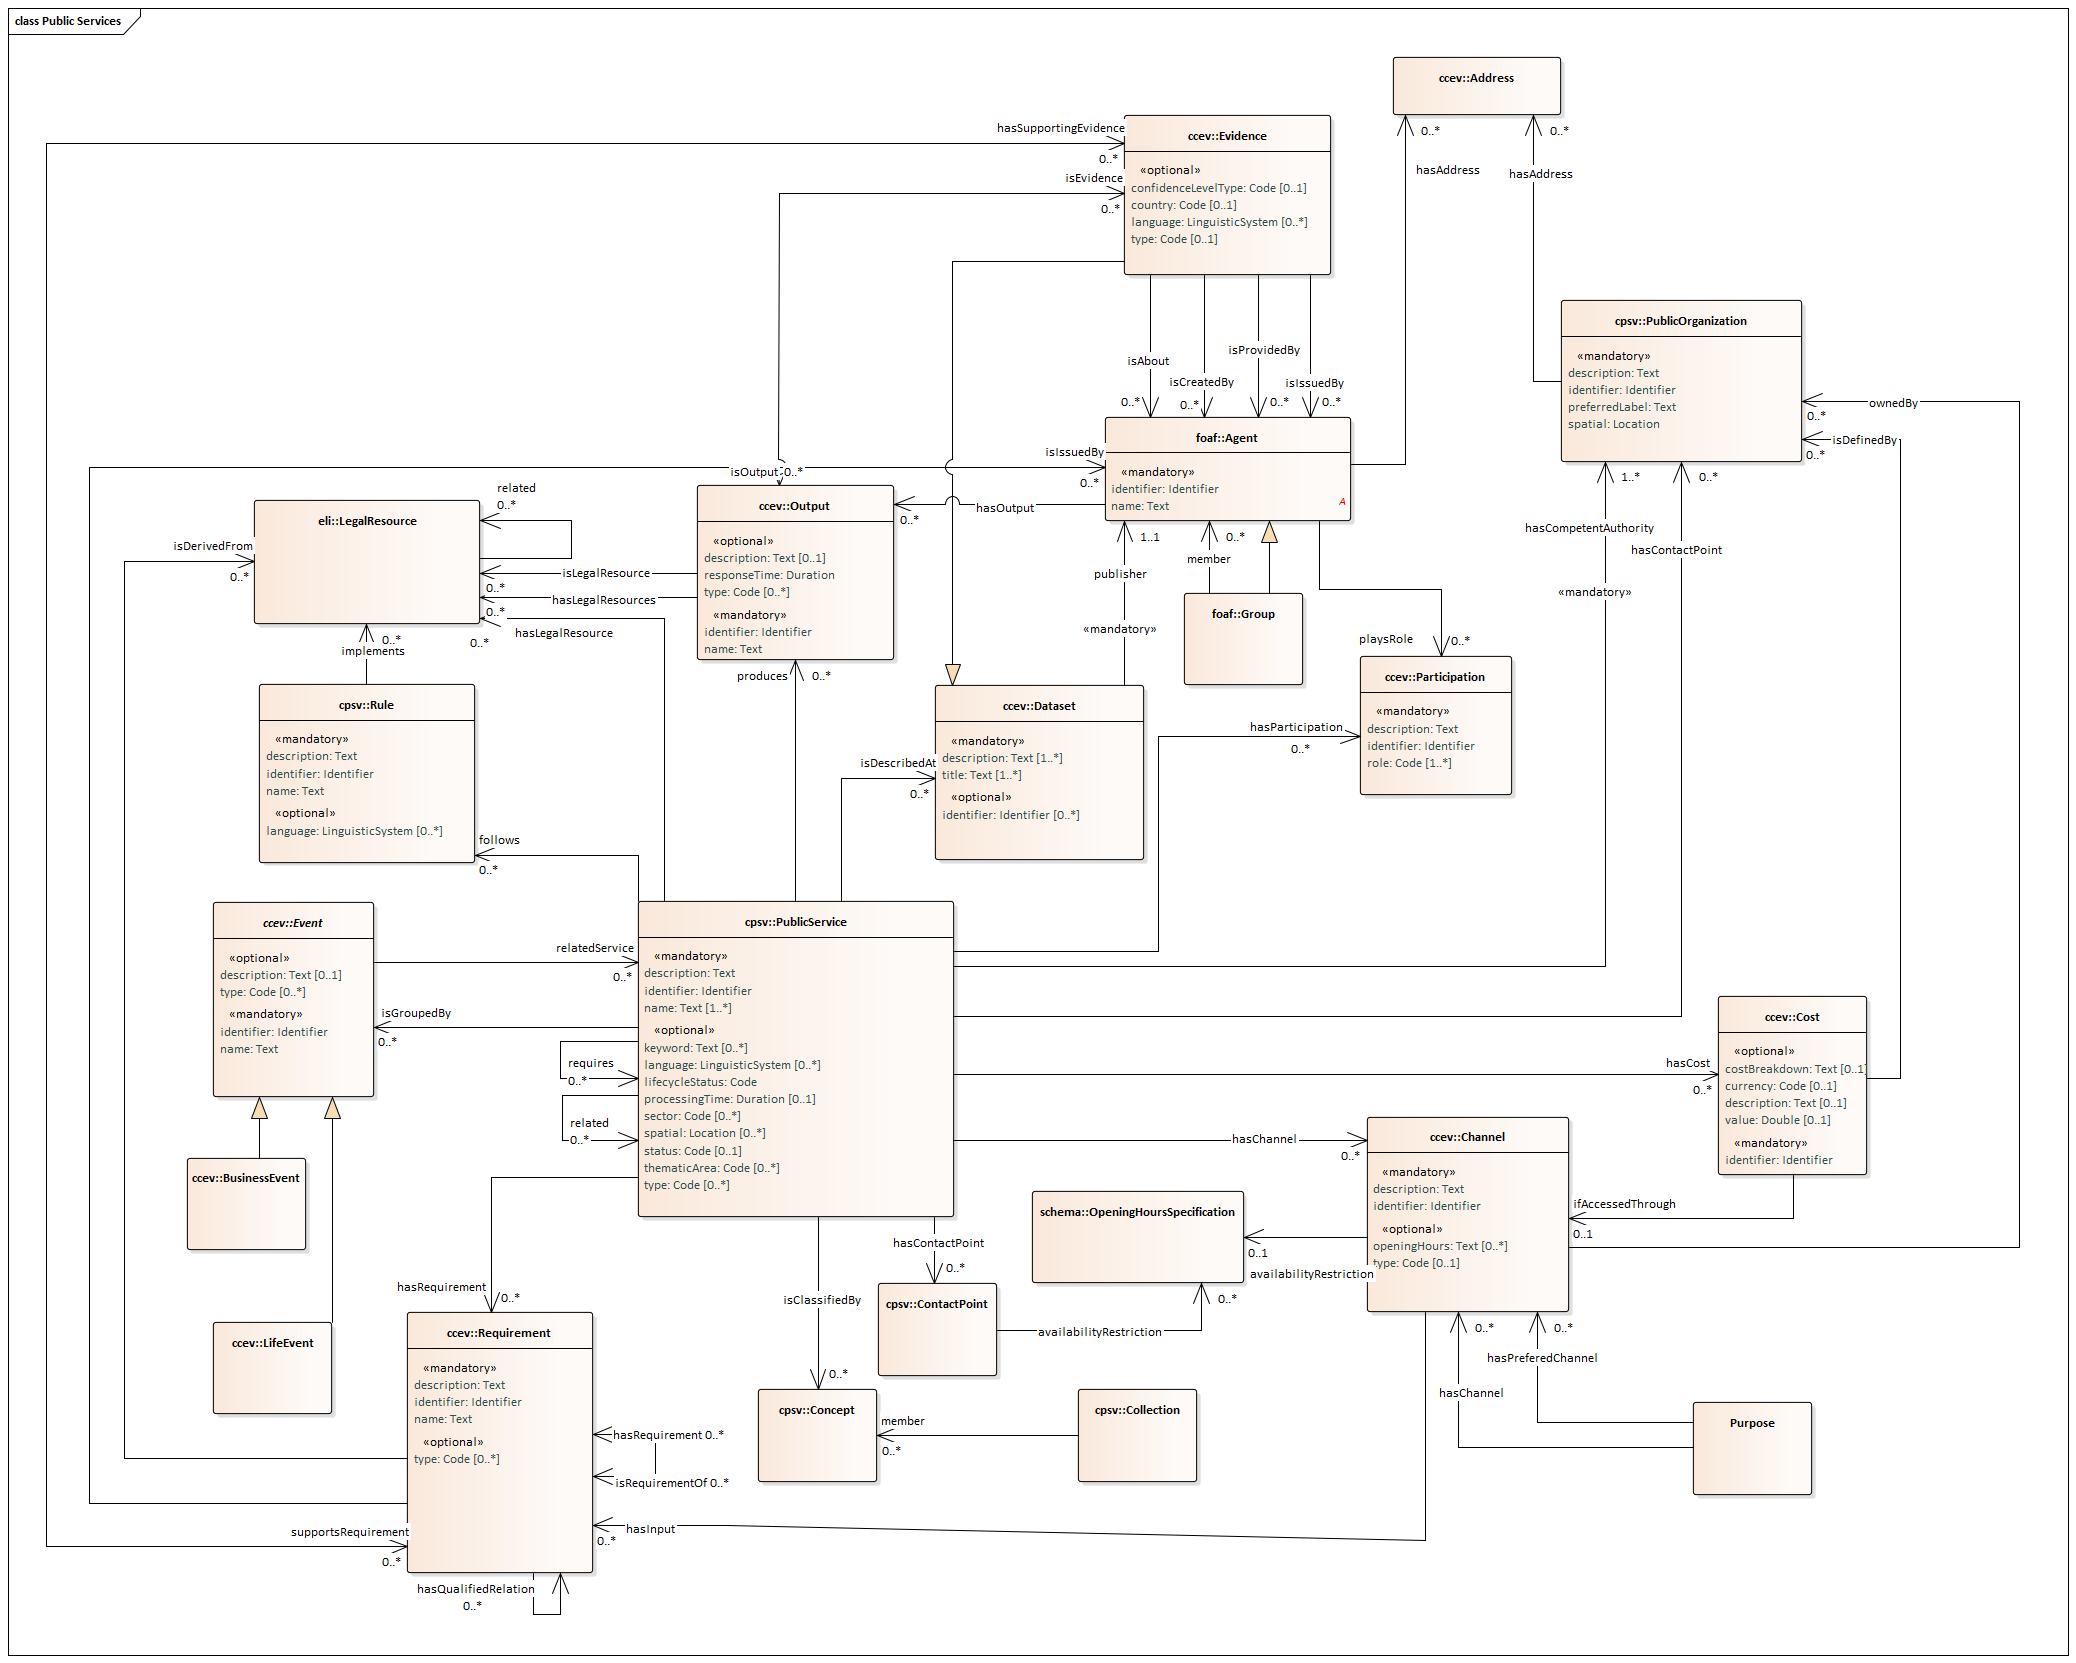 class Public Services
ccev::Address
0..*
0..*
hasAddress
hasAddress
hasSupportingEvidence
0..*
isEvidence
0..*
ccev::Evidence
«optional»
confidenceLevelType: Code [0..1]
country: Code [0..1]
language: LinguisticSystem [0..*]
type: Code [0..1]
isAbout
0..*
isCreatedBy
0..*
isProvidedBy
0..*
isIssuedBy
0..*
cpsv::PublicOrganization
«mandatory»
description: Text
identifier: Identifier
preferredLabel: Text
spatial: Location
ownedBy
0..*
isDefinedBy
0..*
1..*
0..*
hasCompetentAuthority
«mandatory»
hasContactPoint
foaf::Agent
«mandatory»
identifier: Identifier
name: Text
A
isIssuedBy
0..*
isOutput
0..*
hasOutput
0..*
ccev::Output
«optional»
description: Text [0..1]
responseTime: Duration
type: Code [0..*]
«mandatory»
identifier: Identifier
name: Text
related
0..*
eli::LegalResource
isDerivedFrom
0..*
isLegalResource
0..*
hasLegalResources
0..*
hasLegalResource
0..*
0..*
implements
1..1
publisher
«mandatory»
0..*
member
foaf::Group
playsRole
0..*
ccev::Participation
«mandatory»
description: Text
identifier: Identifier
role: Code [1..*]
hasParticipation
0..*
cpsv::Rule
«mandatory»
description: Text
identifier: Identifier
name: Text
«optional»
language: LinguisticSystem [0..*]
produces
0..*
ccev::Dataset
«mandatory»
description: Text [1..*]
title: Text [1..*]
«optional»
identifier: Identifier [0..*]
isDescribedAt
0..*
follows
0..*
ccev::Event
«optional»
description: Text [0..1]
type: Code [0..*]
«mandatory»
identifier: Identifier
name: Text
relatedService
0..*
isGroupedBy
0..*
cpsv::PublicService
«mandatory»
description: Text
identifier: Identifier
name: Text [1..*]
«optional»
keyword: Text [0..*]
language: LinguisticSystem [0..*]
lifecycleStatus: Code
processingTime: Duration [0..1]
sector: Code [0..*]
spatial: Location [0..*]
status: Code [0..1]
thematicArea: Code [0..*]
type: Code [0..*]
requires
0..*
related
0..*
hasCost
0..*
ccev::Cost
«optional»
costBreakdown: Text [0..1]
currency: Code [0..1]
description: Text [0..1]
value: Double [0..1]
«mandatory»
identifier: Identifier
hasChannel
0..*
ccev::Channel
«mandatory»
description: Text
identifier: Identifier
«optional»
openingHours: Text [0..*]
type: Code [0..1]
ifAccessedThrough
0..1
ccev::BusinessEvent
ccev::LifeEvent
schema::OpeningHoursSpecification
0..1
availabilityRestriction
0..*
availabilityRestriction
hasContactPoint
0..*
cpsv::ContactPoint
isClassifiedBy
0..*
cpsv::Concept
member
0..*
cpsv::Collection
hasRequirement
0..*
ccev::Requirement
«mandatory»
description: Text
identifier: Identifier
name: Text
«optional»
type: Code [0..*]
hasRequirement 0..*
isRequirementOf 0..*
hasInput
0..*
0..*
0..*
hasPreferedChannel
hasChannel
Purpose
supportsRequirement
0..*
hasQualifiedRelation
0..*